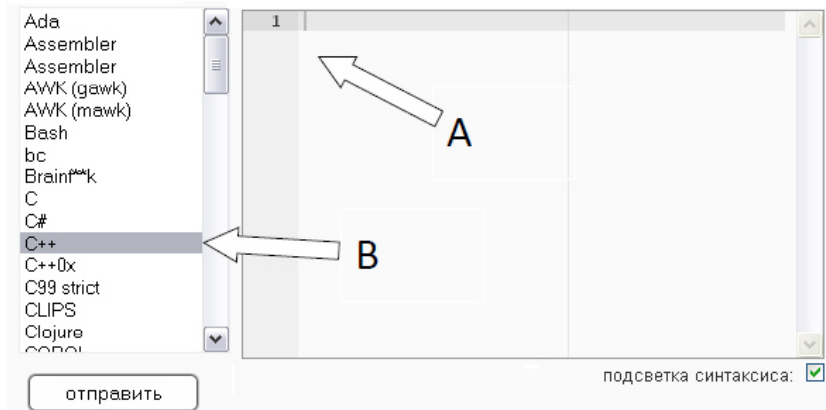 Ada
Assembler
Assembler
AWK (gawk)
AWK (mawk)
Bash
bc
Brainf**k
C
C#
C++
C++0x
C99 strict
CLIPS
Clojure
COBOL
отправить
1
A
B
подсветка синтаксиса: